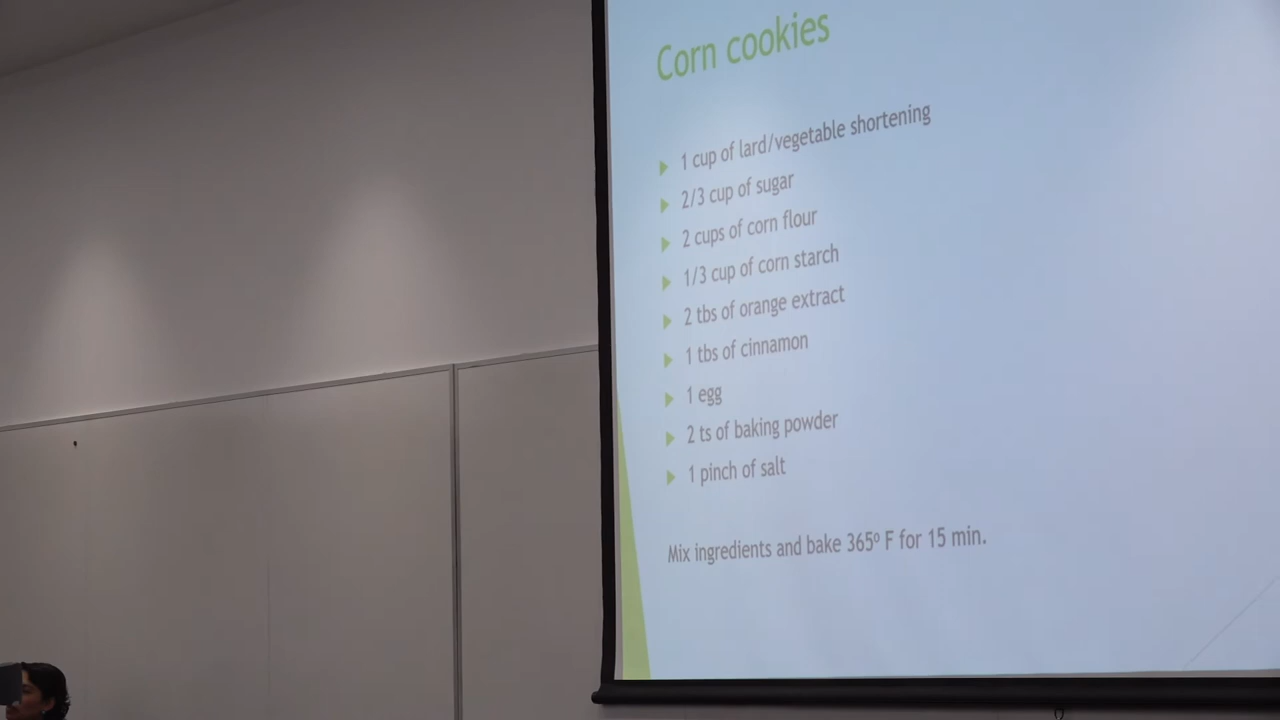 Corn cookies
1 cup of lard/vegetable shortening
2/3 cup of sugar
2 cups of corn flour
1/3 cup of corn starch
2 tbs of orange extract
1 tbs of cinnamon
1 egg
2 ts of baking powder
1 pinch of salt
Mix ingredients and bake 365º F for 15 min.